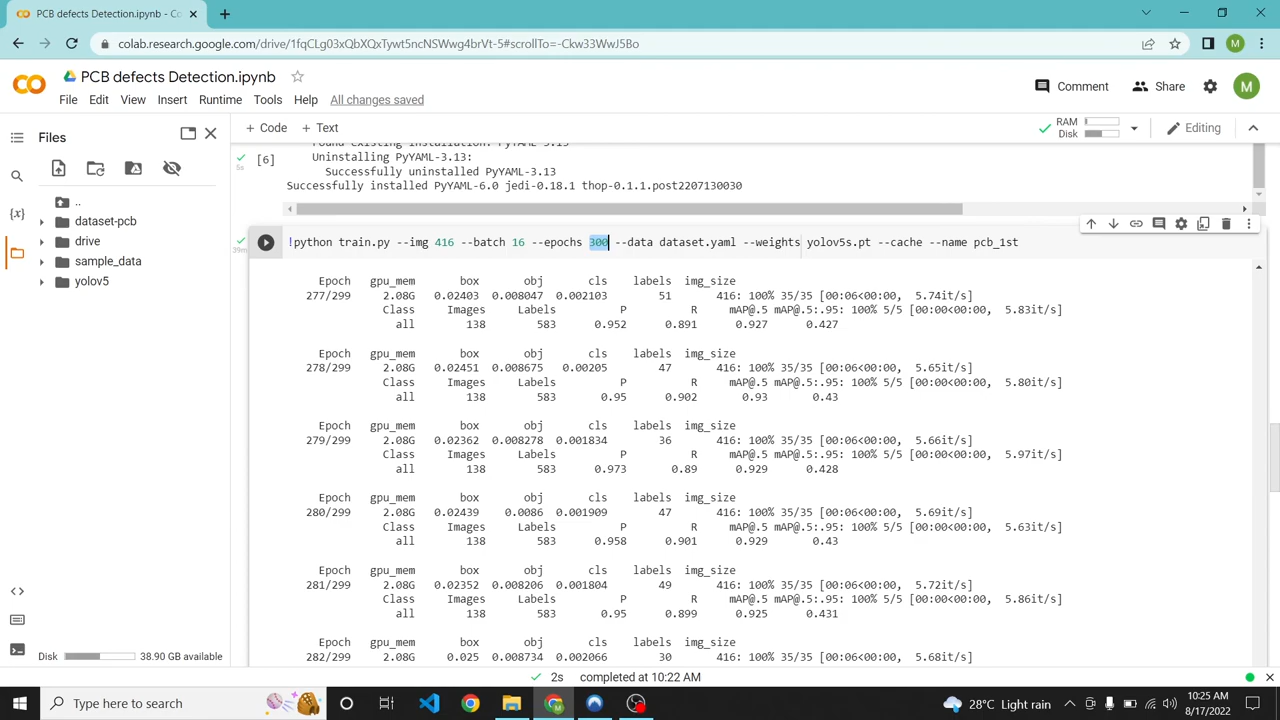 PCB defects Detection.ipynb - Co
colab.research.google.com/drive/1fqCLg03xQbXQxTywt5ncNSWwg4brVt-5#scrollTo=-Ckw33WwJ5Bo
M
PCB defects Detection.ipynb
File Edit View Insert Runtime Tools Help All changes saved
Comment Share M
Files
+ Code + Text
RAM
Disk
Editing
..
dataset-pcb
drive
sample_data
yolov5
Disk 38.90 GB available
[6]
5s
Found existing installation: PyYAML-3.13
Uninstalling PyYAML-3.13:
Successfully uninstalled PyYAML-3.13
Successfully installed PyYAML-6.0 jedi-0.18.1 thop-0.1.1.post2207130030
39m
!python train.py --img 416 --batch 16 --epochs 300 --data dataset.yaml --weights yolov5s.pt --cache --name pcb_1st
Epoch gpu_mem box obj cls labels img_size
277/299 2.08G 0.02403 0.008047 0.002103 51 416: 100% 35/35 [00:06<00:00, 5.74it/s]
Class Images Labels P R mAP@.5 mAP@.5:.95: 100% 5/5 [00:00<00:00, 5.83it/s]
all 138 583 0.952 0.891 0.927 0.427
Epoch gpu_mem box obj cls labels img_size
278/299 2.08G 0.02451 0.008675 0.00205 47 416: 100% 35/35 [00:06<00:00, 5.65it/s]
Class Images Labels P R mAP@.5 mAP@.5:.95: 100% 5/5 [00:00<00:00, 5.80it/s]
all 138 583 0.95 0.902 0.93 0.43
Epoch gpu_mem box obj cls labels img_size
279/299 2.08G 0.02362 0.008278 0.001834 36 416: 100% 35/35 [00:06<00:00, 5.66it/s]
Class Images Labels P R mAP@.5 mAP@.5:.95: 100% 5/5 [00:00<00:00, 5.97it/s]
all 138 583 0.973 0.89 0.929 0.428
Epoch gpu_mem box obj cls labels img_size
280/299 2.08G 0.02439 0.0086 0.001909 47 416: 100% 35/35 [00:06<00:00, 5.69it/s]
Class Images Labels P R mAP@.5 mAP@.5:.95: 100% 5/5 [00:00<00:00, 5.63it/s]
all 138 583 0.958 0.901 0.929 0.43
Epoch gpu_mem box obj cls labels img_size
281/299 2.08G 0.02352 0.008206 0.001804 49 416: 100% 35/35 [00:06<00:00, 5.72it/s]
Class Images Labels P R mAP@.5 mAP@.5:.95: 100% 5/5 [00:00<00:00, 5.86it/s]
all 138 583 0.95 0.899 0.925 0.431
Epoch gpu_mem box obj cls labels img_size
282/299 2.08G 0.025 0.008734 0.002066 30 416: 100% 35/35 [00:06<00:00, 5.68it/s]
2s completed at 10:22 AM
Type here to search
28°C Light rain
10:25 AM
8/17/2022